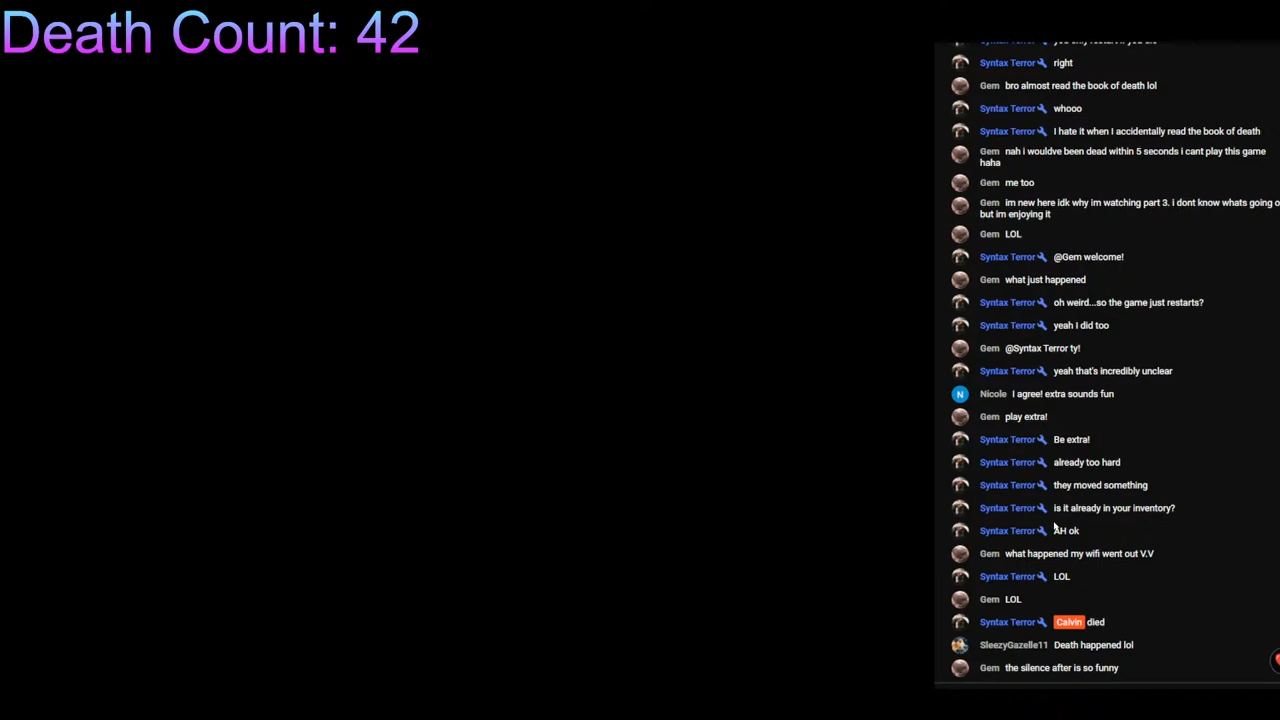 Death Count: 42
Syntax Terror you only restart if you die
Syntax Terror right
Gem bro almost read the book of death lol
Syntax Terror whooo
Syntax Terror I hate it when I accidentally read the book of death
Gem nah i wouldve been dead within 5 seconds i cant play this game
haha
Gem me too
Gem im new here idk why im watching part 3. i dont know whats going o
but im enjoying it
Gem LOL
Syntax Terror @Gem welcome!
Gem what just happened
Syntax Terror oh weird...so the game just restarts?
Syntax Terror yeah I did too
Gem @Syntax Terror ty!
Syntax Terror yeah that's incredibly unclear
N Nicole I agree! extra sounds fun
Gem play extra!
Syntax Terror Be extra!
Syntax Terror already too hard
Syntax Terror they moved something
Syntax Terror is it already in your inventory?
Syntax Terror AH ok
Gem what happened my wifi went out V.V
Syntax Terror LOL
Gem LOL
Syntax Terror Calvin died
SleezyGazelle11 Death happened lol
Gem the silence after is so funny